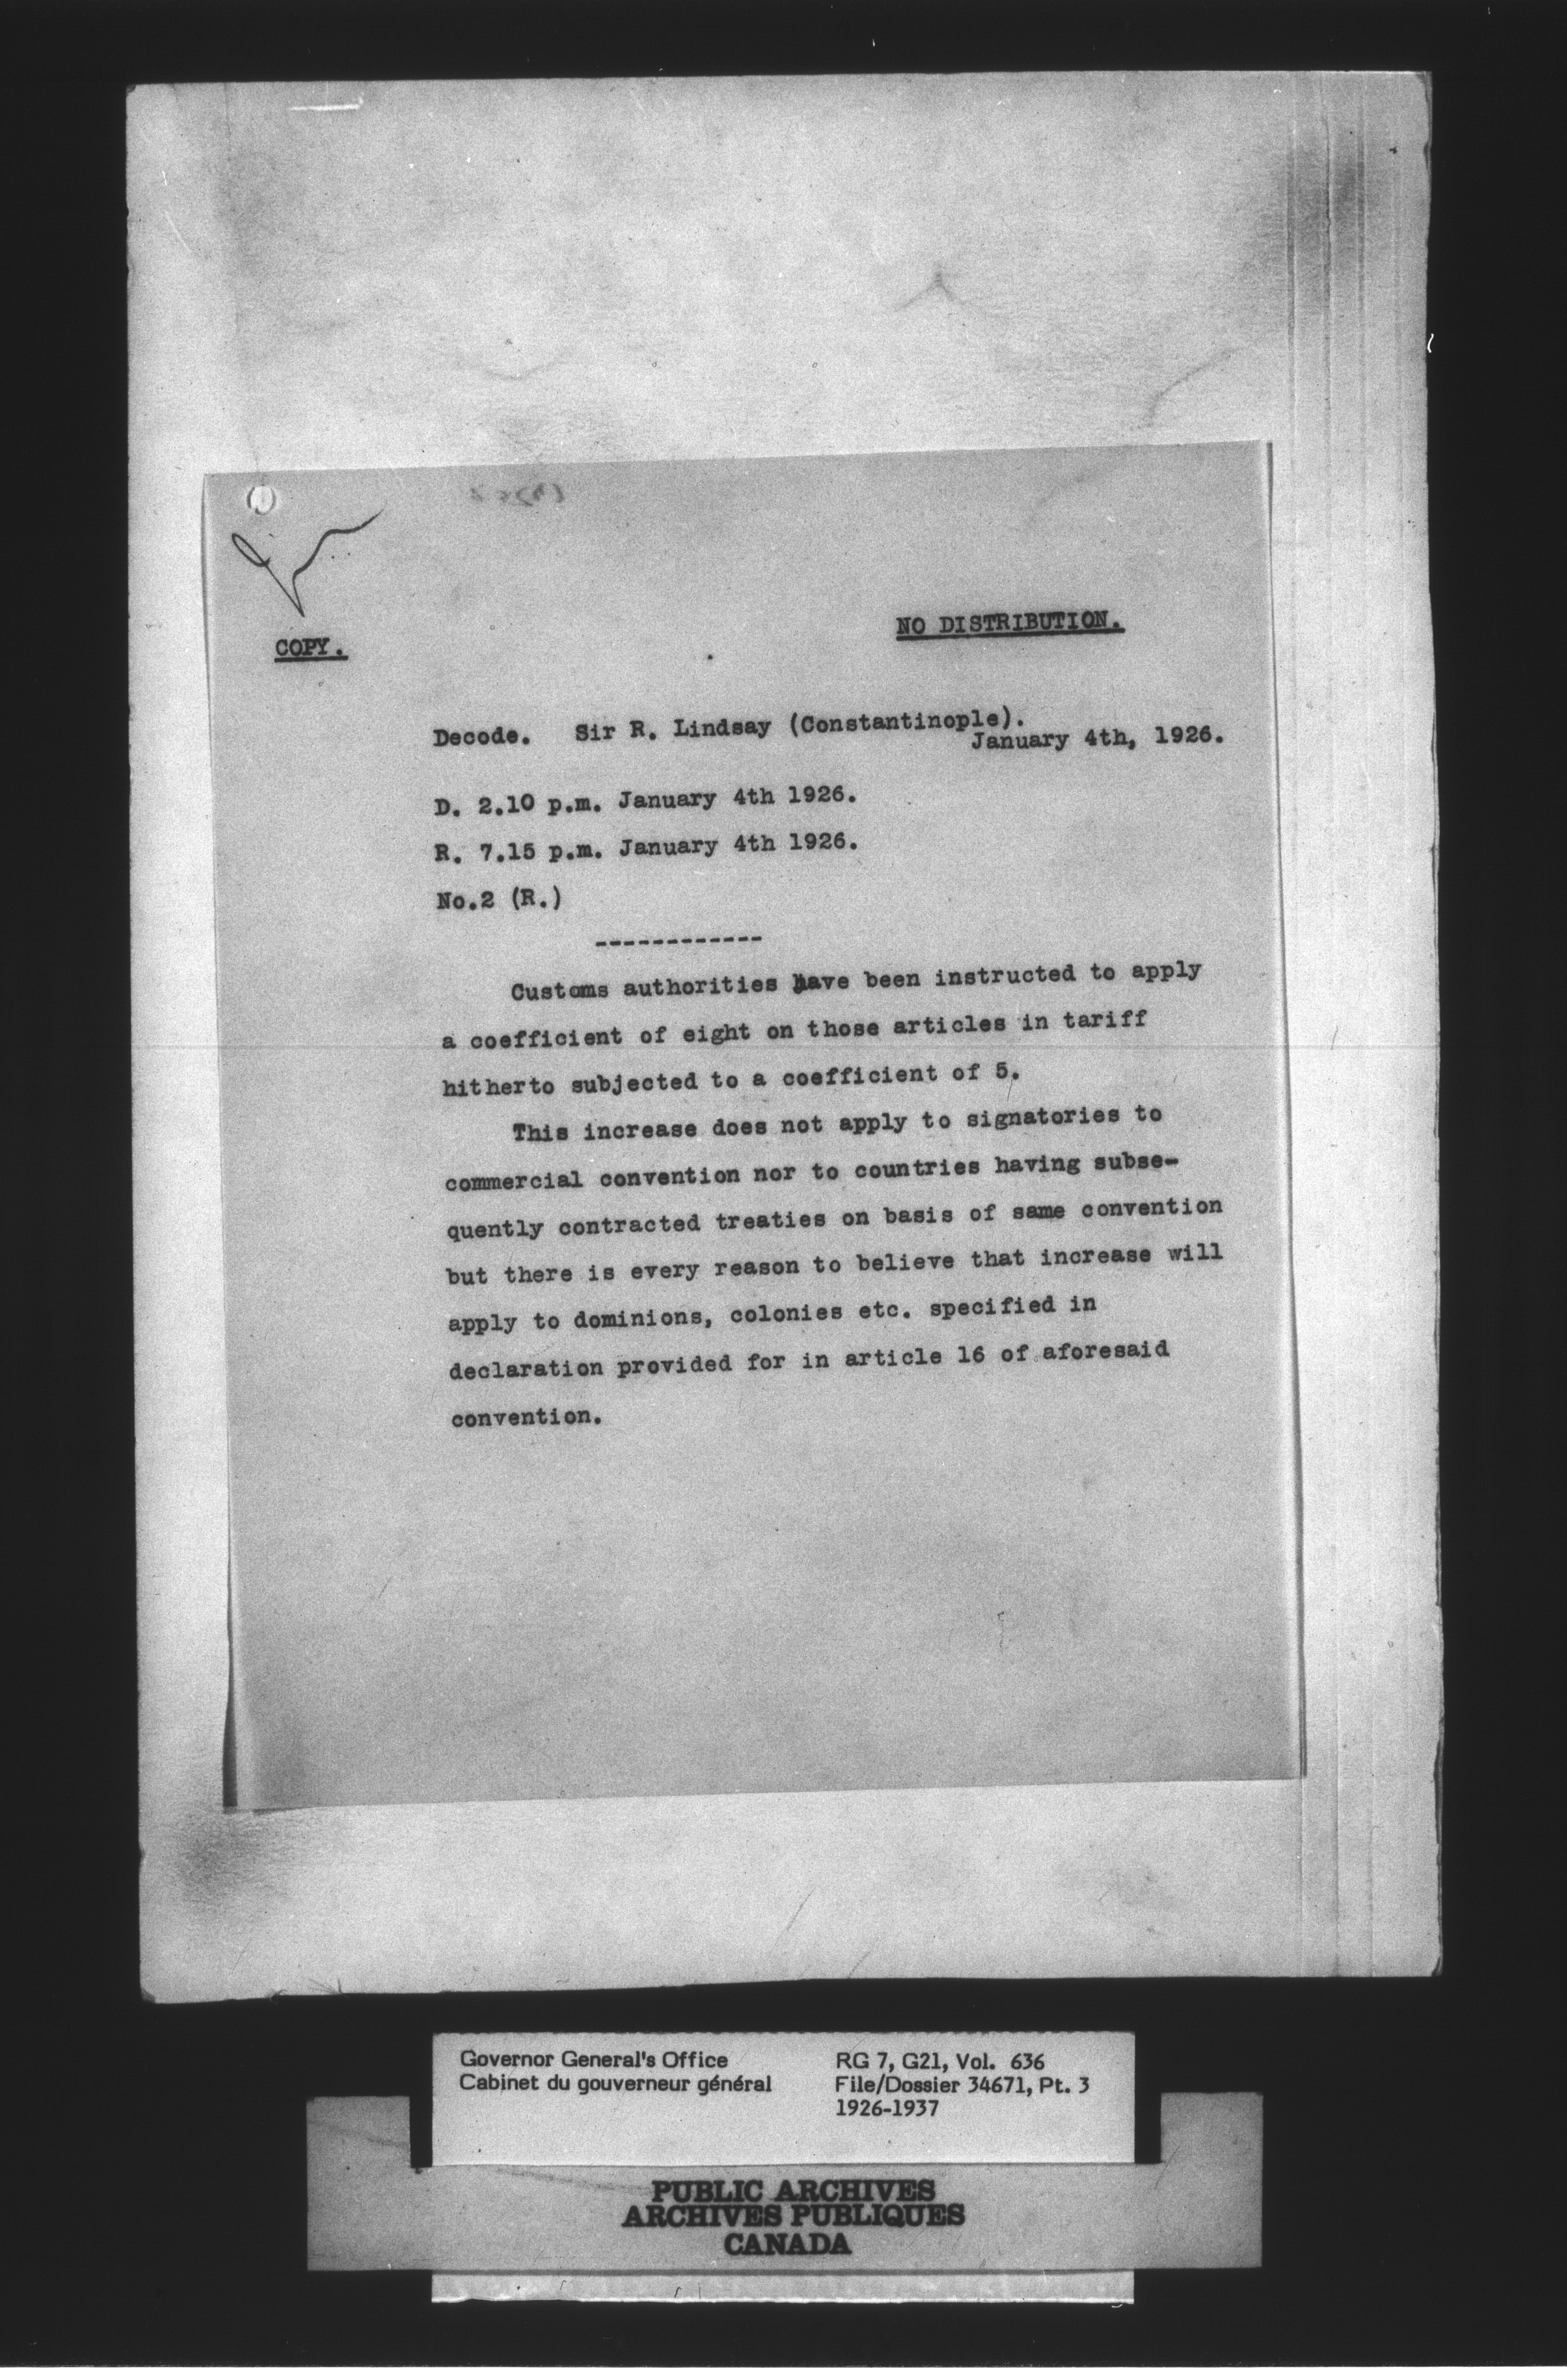 NO DISTRIBUTION.
COPY.
Decode. Sir R. Lindsay (Constantinople).
January 4th, 1926.
D. 2.10 p.m. January 4th 1926.
R. 7.15 p.m. January 4th 1926.
No.2 (R.)
------------
Customs authorities have been instructed to apply
a coefficient of eight on those articles in tariff
hitherto subjected to a coefficient of 5.
This increase does not apply to signatories to
commercial convention nor to countries having subse-
quently contracted treaties on basis of same convention
but there is every reason to believe that increase will
apply to dominions, colonies etc. specified in
declaration provided for in article 16 of aforesaid
convention.
Governor General's Office
Cabinet du gouverneur général
RG 7, G21, Vol. 636
File/Dossier 34671, Pt. 3
1926-1937
PUBLIC ARCHIVES
ARCHIVES PUBLIQUES
CANADA